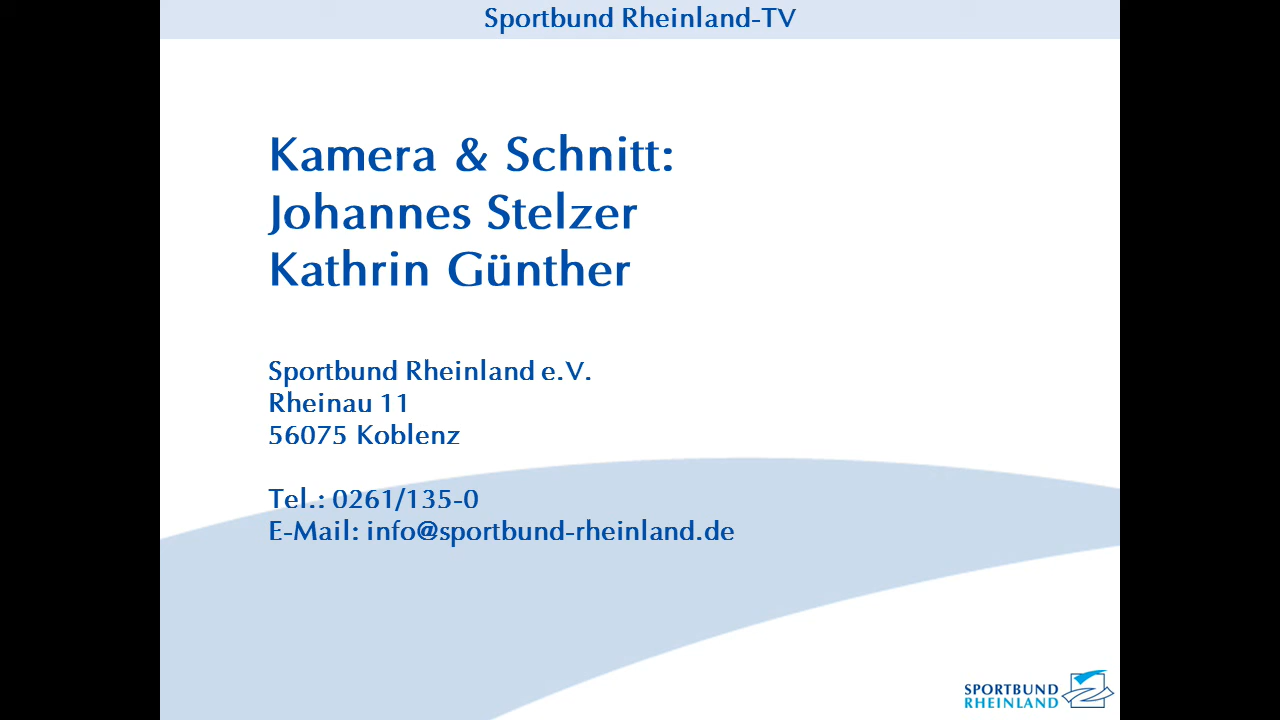 Sportbund Rheinland-TV
Kamera & Schnitt:
Johannes Stelzer
Kathrin Günther
Sportbund Rheinland e.V.
Rheinau 11
56075 Koblenz
Tel.: 0261/135-0
E-Mail: info@sportbund-rheinland.de
SPORTBUND
RHEINLAND